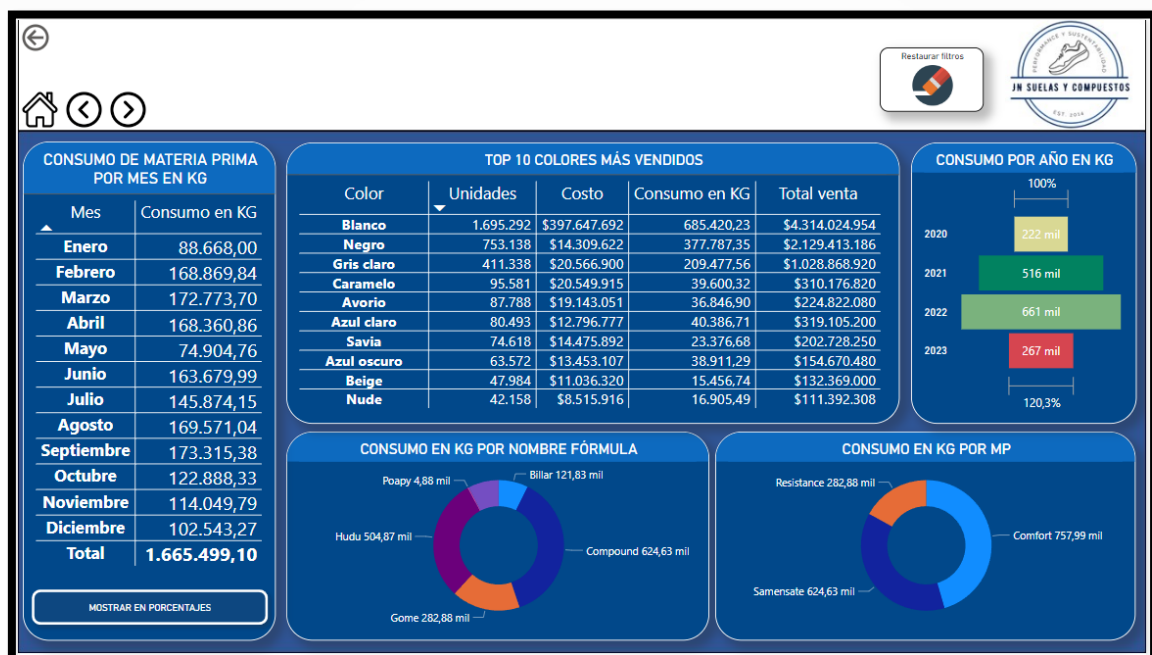 Restaurar filtros
PERFORMANCE Y SUSTENTABILIDAD
JN SUELAS Y COMPUESTOS
CONSUMO DE MATERIA PRIMA
POR MES EN KG
Mes Consumo en KG
Enero 88.668,00
Febrero 168.869,84
Marzo 172.773,70
Abril 168.360,86
Mayo 74.904,76
Junio 163.679,99
Julio 145.874,15
Agosto 169.571,04
Septiembre 173.315,38
Octubre 122.888,33
Noviembre 114.049,79
Diciembre 102.543,27
Total 1.665.499,10
MOSTRAR EN PORCENTAJES
TOP 10 COLORES MÁS VENDIDOS
Color Unidades Costo Consumo en KG Total venta
Blanco 1.695.292 $397.647.692 685.420,23 $4.314.024.954
Negro 753.138 $14.309.622 377.787,35 $2.129.413.186
Gris claro 411.338 $20.566.900 209.477,56 $1.028.868.920
Caramelo 95.581 $20.549.915 39.600,32 $310.176.820
Avorio 87.788 $19.143.051 36.846,90 $224.822.080
Azul claro 80.493 $12.796.777 40.386,71 $319.105.200
Savia 74.618 $14.475.892 23.376,68 $202.728.250
Azul oscuro 63.572 $13.453.107 38.911,29 $154.670.480
Beige 47.984 $11.036.320 15.456,74 $132.369.000
Nude 42.158 $8.515.916 16.905,49 $111.392.308
CONSUMO POR AÑO EN KG
100%
2020 222 mil
2021 516 mil
2022 661 mil
2023 267 mil
120,3%
CONSUMO EN KG POR NOMBRE FÓRMULA
Poapy 4,88 mil
Billar 121,83 mil
Hudu 504,87 mil
Compound 624,63 mil
Gome 282,88 mil
CONSUMO EN KG POR MP
Resistance 282,88 mil
Comfort 757,99 mil
Samensate 624,63 mil